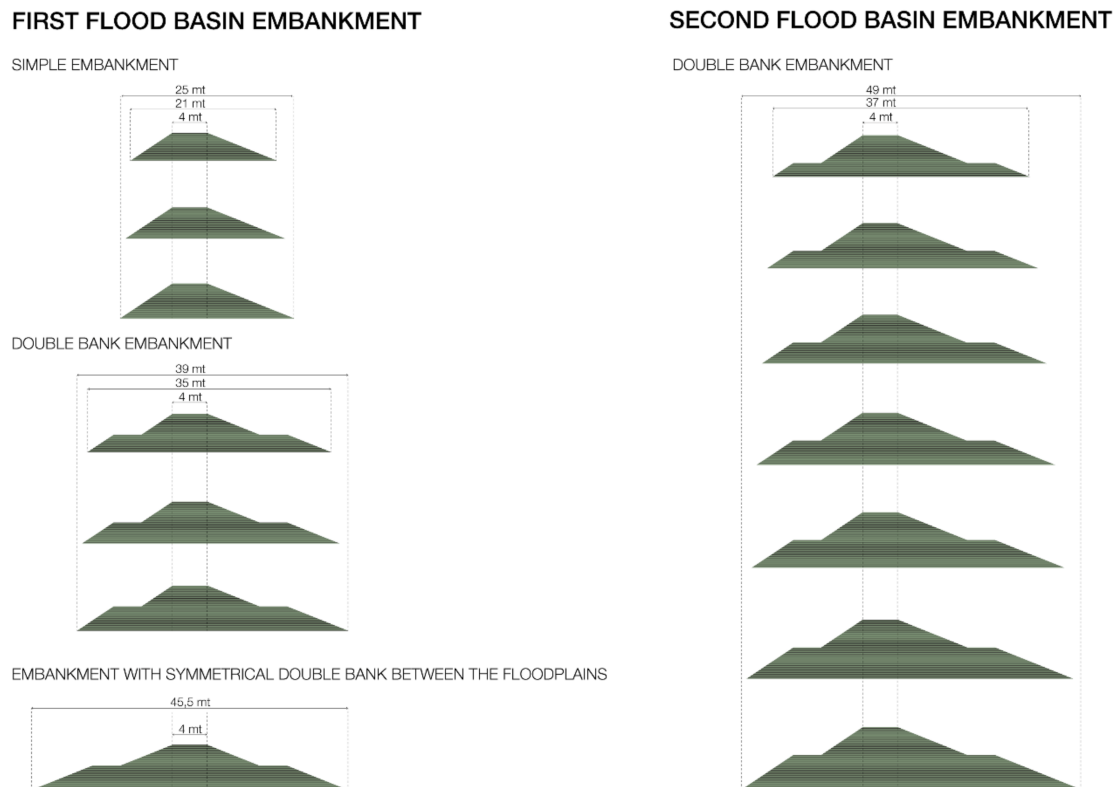 FIRST FLOOD BASIN EMBANKMENT
SIMPLE EMBANKMENT
25 mt
21 mt
4 mt
DOUBLE BANK EMBANKMENT
39 mt
35 mt
4 mt
EMBANKMENT WITH SYMMETRICAL DOUBLE BANK BETWEEN THE FLOODPLAINS
45,5 mt
4 mt
SECOND FLOOD BASIN EMBANKMENT
DOUBLE BANK EMBANKMENT
49 mt
37 mt
4 mt